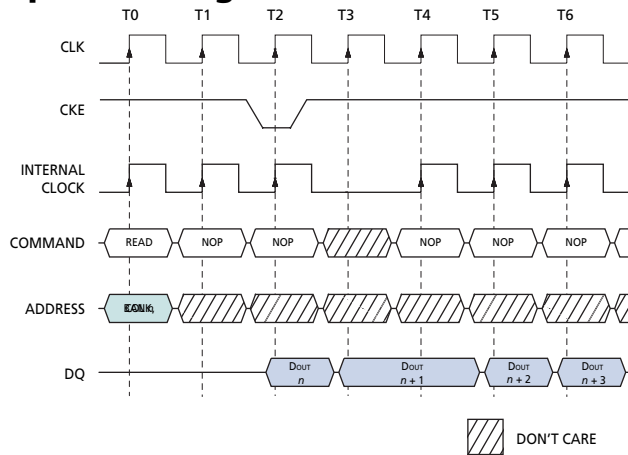 T0 T1 T2 T3 T4 T5 T6
CLK
CKE
INTERNAL
CLOCK
COMMAND READ NOP NOP NOP NOP NOP
ADDRESS
DQ DOUT n DOUT n + 1 DOUT n + 2 DOUT n + 3
DON'T CARE